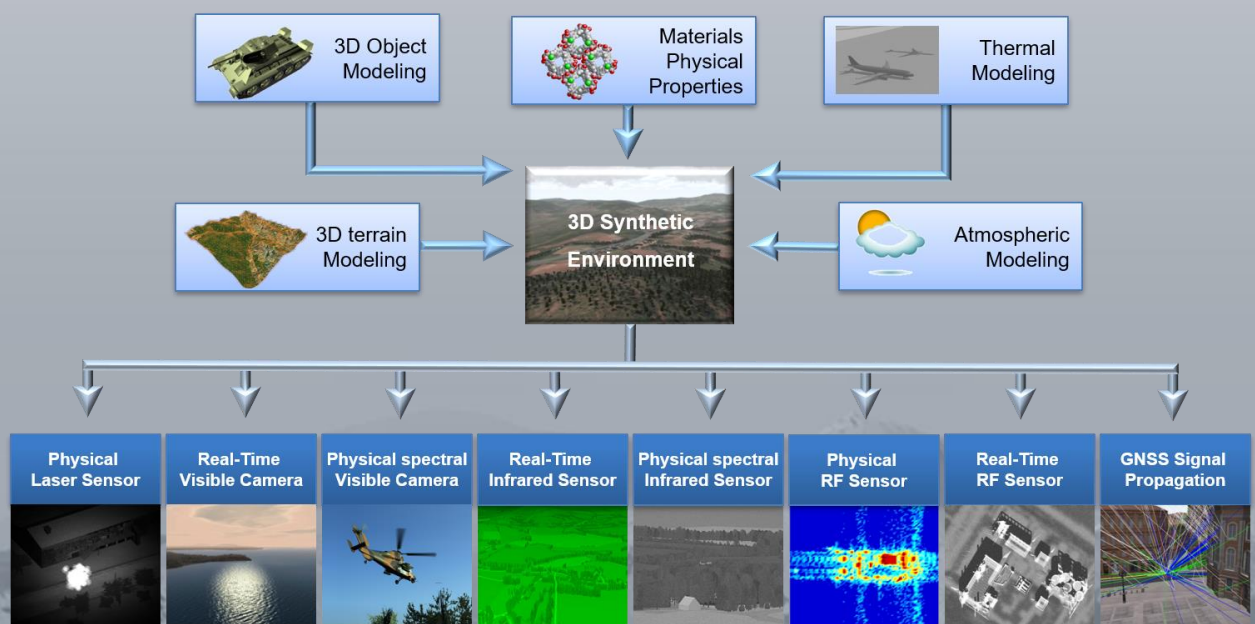 3D Object
Modeling
Materials
Physical
Properties
Thermal
Modeling
3D terrain
Modeling
3D Synthetic
Environment
Atmospheric
Modeling
Physical
Laser Sensor
Real-Time
Visible Camera
Physical spectral
Visible Camera
Real-Time
Infrared Sensor
Physical spectral
Infrared Sensor
Physical
RF Sensor
Real-Time
RF Sensor
GNSS Signal
Propagation